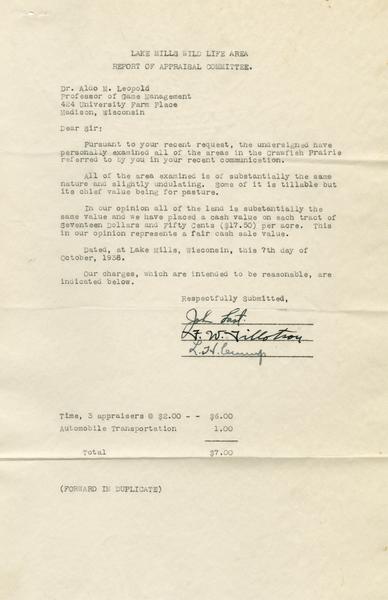 LAKE MILLS WILD LIFE AREA
REPORT OF APPRAISAL COMMITTEE.
Dr. Aldo M. Leopold
Professor of Game Management
424 University Farm Place
Madison, Wisconsin
Dear Sir:
Pursuant to your recent request, the undersigned have
personally examined all of the areas in the Crawfish Prairie
referred to by you in your recent communication.
All of the area examined is of substantially the same
nature and slightly undulating. Some of it is tillable but
its chief value being for pasture.
In our opinion all of the land is substantially the
same value and we have placed a cash value on each tract of
Seventeen Dollars and Fifty Cents ($17.50) per acre. This
in our opinion represents a fair cash sale value.
Dated, at Lake Mills, Wisconsin, this 7th day of
October, 1938.
Our charges, which are intended to be reasonable, are
indicated below.
Respectfully Submitted,
John
F. W. Tillotson
L. H.
Time, 3 appraisers @ $2.00 - - $6.00
Automobile Transportation 1.00
Total $7.00
(FORWARD IN DUPLICATE)